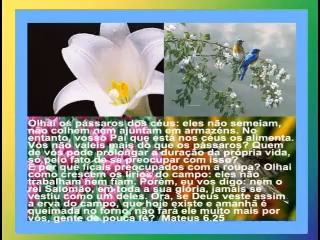 Olhai os pássaros dos céus: eles não semeiam,
não colhem nem ajuntam em armazéns. No
entanto, vosso Pai que está nos céus os alimenta.
Vós não valeis mais do que os pássaros? Quem
de vós pode prolongar a duração da própria vida,
só pelo fato de se preocupar com isso?
E por que ficais preocupados com a roupa? Olhai
como crescem os lírios do campo: eles não
trabalham nem fiam. Porém, eu vos digo: nem o
rei Salomão, em toda a sua glória, jamais se
vestiu como um deles. Ora, se Deus veste assim
a erva do campo, que hoje existe e amanhã é
queimada no forno, não fará ele muito mais por
vós, gente de pouca fé? Mateus 6,25